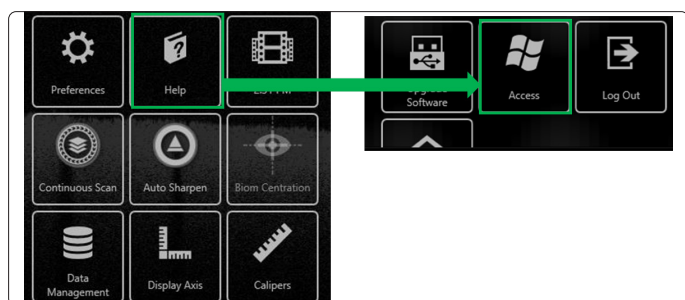 Preferences
Help
Continuous Scan
Auto Sharpen
Biom Centration
Data
Management
Display Axis
Calipers
Software
Access
Log Out